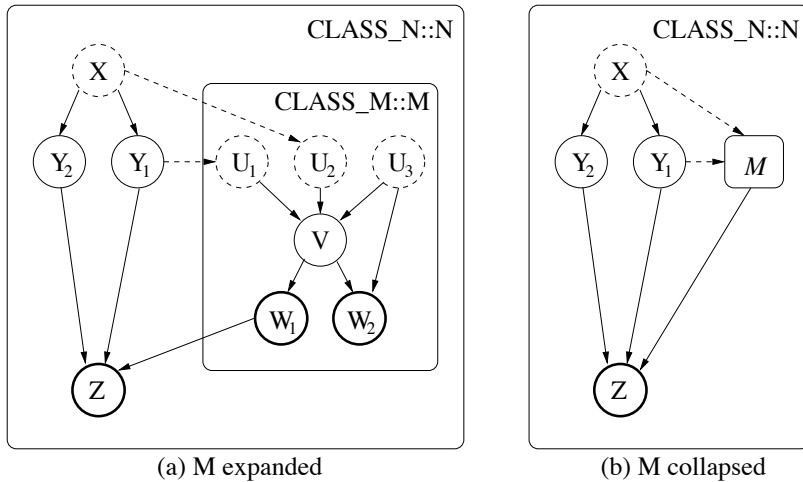 CLASS_N::N
X
CLASS_M::M
Y2 Y1 U1 U2 U3
V
W1 W2
Z
(a) M expanded
CLASS_N::N
X
Y2 Y1 M
Z
(b) M collapsed